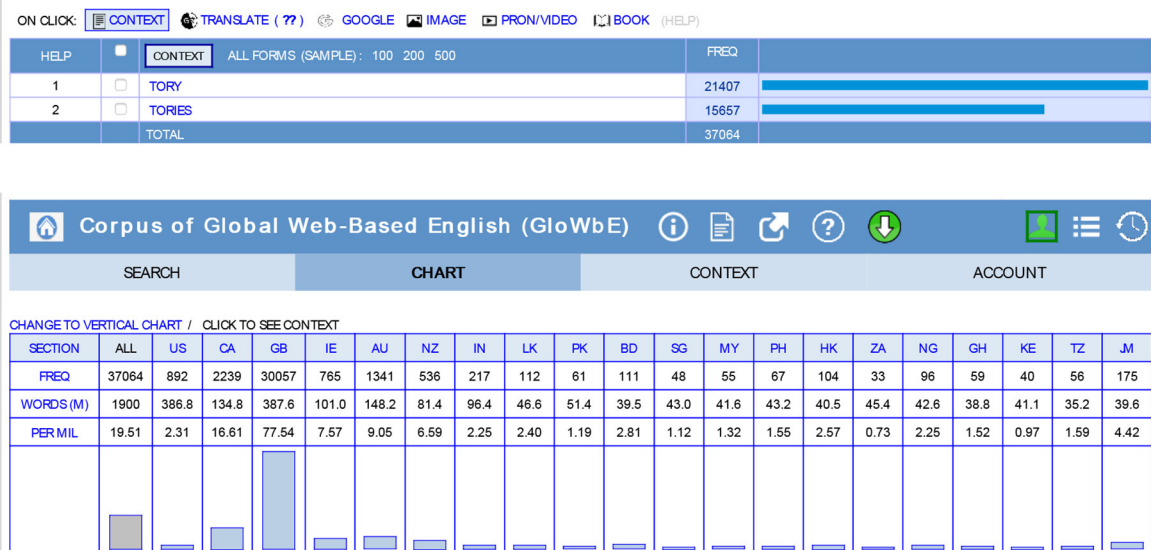 ON CLICK: CONTEXT TRANSLATE (??) GOOGLE IMAGE PRON/VIDEO BOOK (HELP)
HELP CONTEXT ALL FORMS (SAMPLE): 100 200 500 FREQ
1 TORY 21407
2 TORIES 15657
TOTAL 37064
Corpus of Global Web-Based English (GloWbE)
SEARCH CHART CONTEXT ACCOUNT
CHANGE TO VERTICAL CHART / CLICK TO SEE CONTEXT
SECTION ALL US CA GB IE AU NZ IN LK PK BD SG MY PH HK ZA NG GH KE TZ JM
FREQ 37064 892 2239 30057 765 1341 536 217 112 61 111 48 55 67 104 33 96 59 40 56 175
WORDS (M) 1900 386.8 134.8 387.6 101.0 148.2 81.4 96.4 46.6 51.4 39.5 43.0 41.6 43.2 40.5 45.4 42.6 38.8 41.1 35.2 39.6
PER MIL 19.51 2.31 16.61 77.54 7.57 9.05 6.59 2.25 2.40 1.19 2.81 1.12 1.32 1.55 2.57 0.73 2.25 1.52 0.97 1.59 4.42